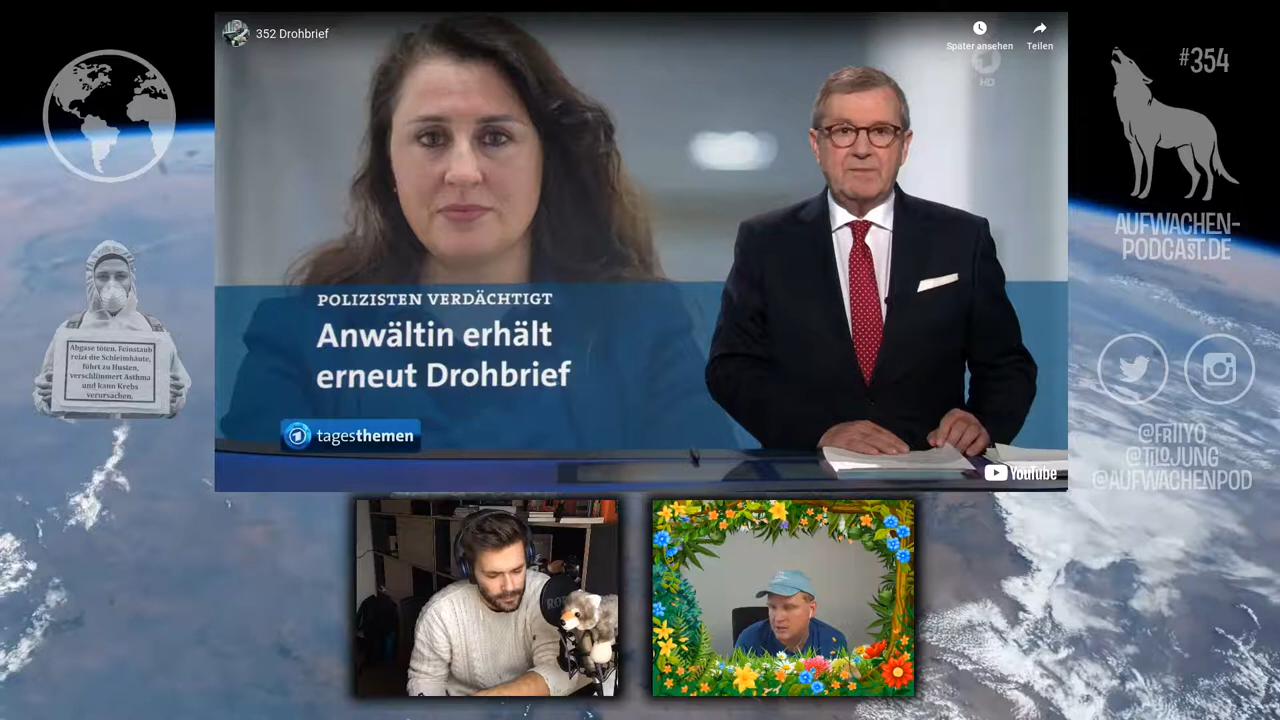 352 Drohbrief
Später ansehen
Teilen
HD
#354
POLIZISTEN VERDÄCHTIGT
Anwältin erhält
erneut Drohbrief
tagesthemen
YouTube
AUFWACHEN-
PODCAST.DE
Abgase töten. Feinstaub
reizt die Schleimhäute,
führt zu Husten,
verschlimmert Asthma
und kann Krebs
verursachen.
@FRIIYO
@TILOJUNG
@AUFWACHENPOD